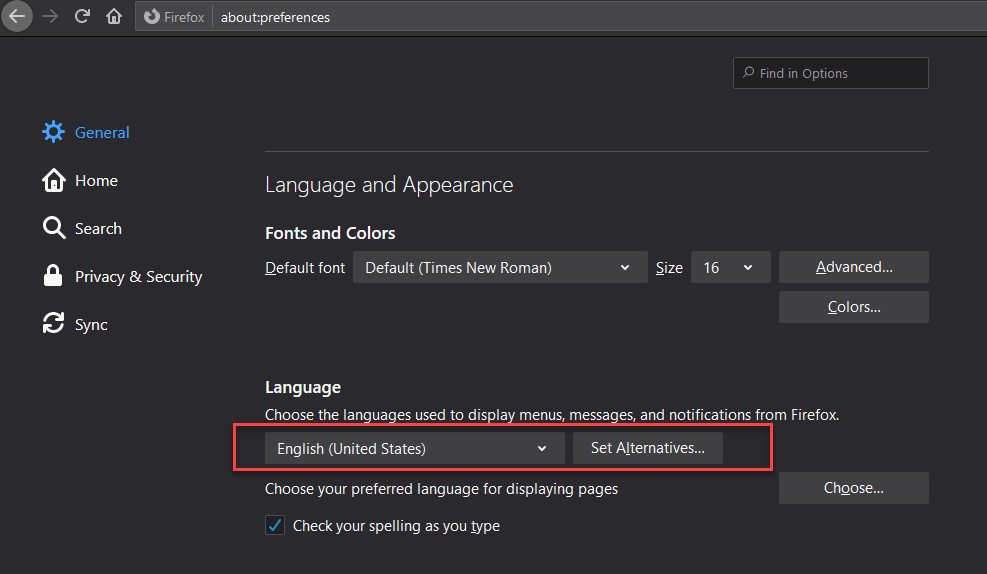 Firefox about:preferences
Find in Options
General
Home
Search
Privacy & Security
Sync
Language and Appearance
Fonts and Colors
Default font Default (Times New Roman) Size 16 Advanced...
Colors...
Language
Choose the languages used to display menus, messages, and notifications from Firefox.
English (United States) Set Alternatives...
Choose your preferred language for displaying pages Choose...
Check your spelling as you type